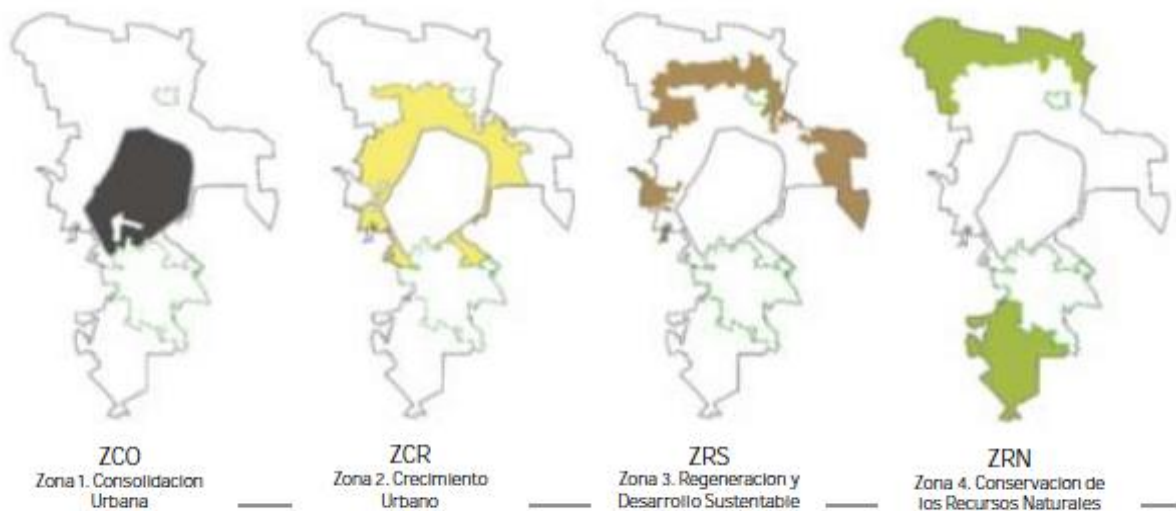 ZCO
Zona 1. Consolidacion
Urbana
ZCR
Zona 2. Crecimiento
Urbano
ZRS
Zona 3. Regeneracion y
Desarrollo Sustentable
ZRN
Zona 4. Conservacion de
los Recursos Naturales